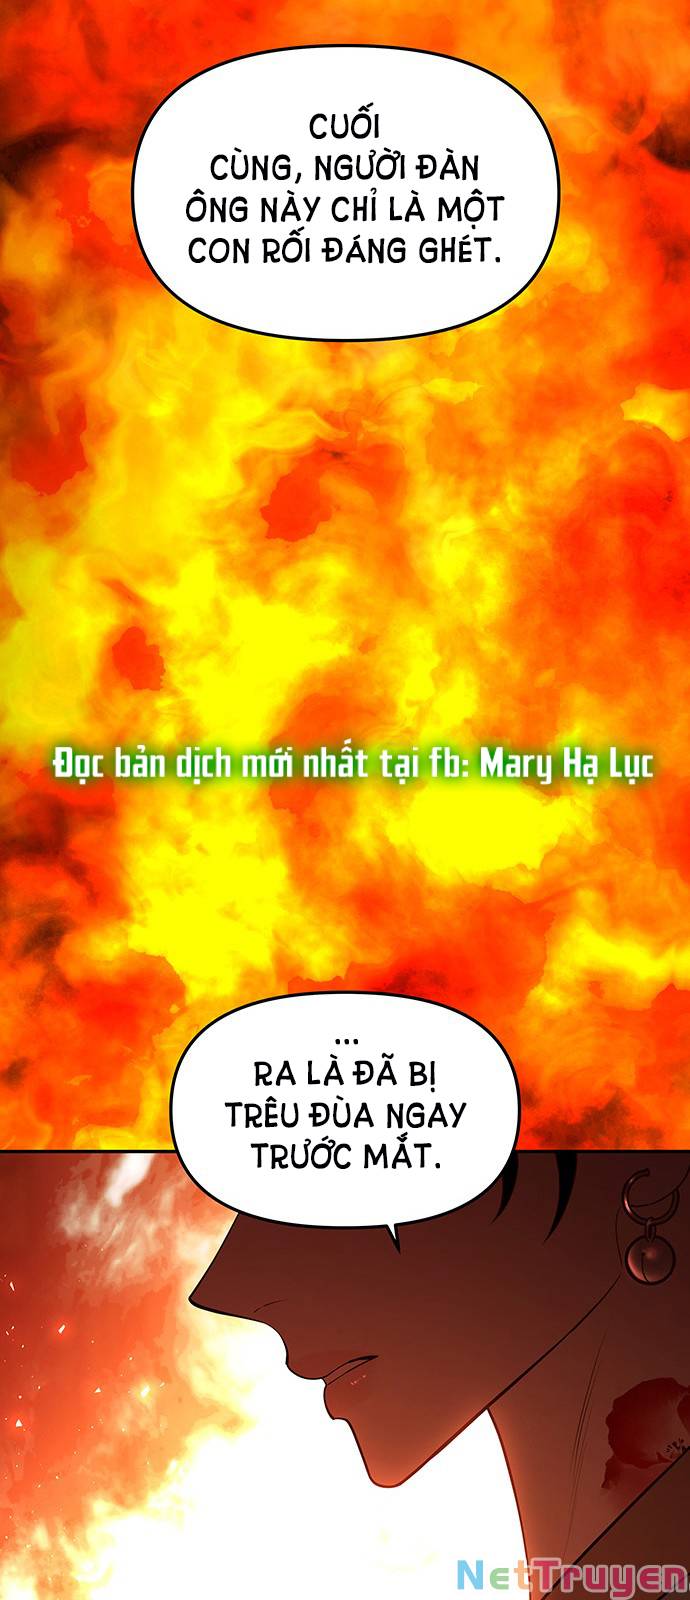 CUỐI
CÙNG, NGƯỜI ĐÀN
ÔNG NÀY CHỈ LÀ MỘT
CON RỐI ĐÁNG GHÉT.
Đọc bản dịch mới nhất tại fb: Mary Hạ Lục
...
RA LÀ ĐÃ BỊ
TRÊU ĐÙA NGAY
TRƯỚC MẮT.
NetTruyen